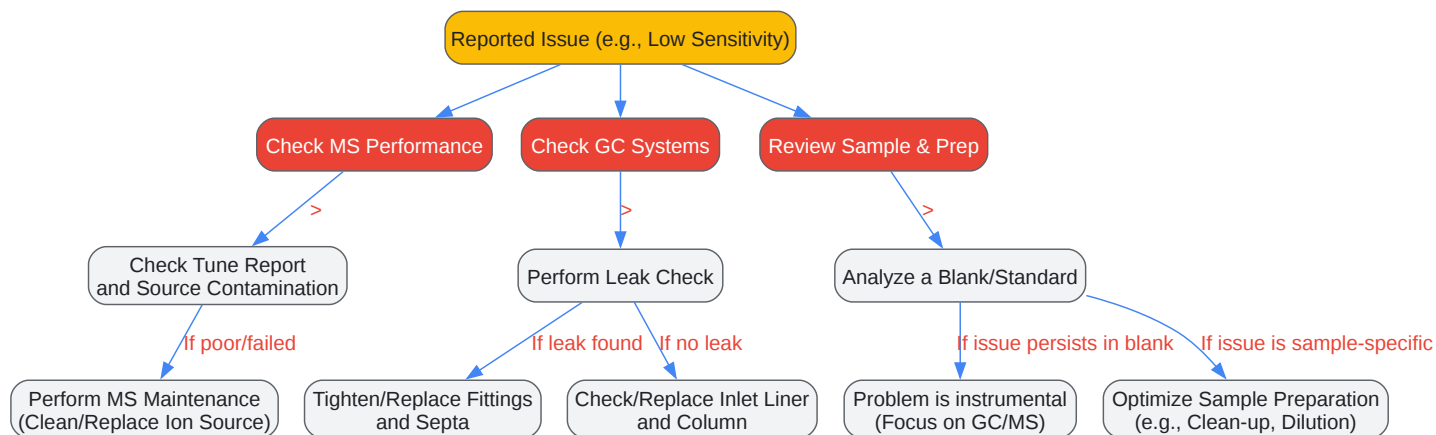 Reported Issue (e.g., Low Sensitivity)
Check MS Performance
Check GC Systems
Review Sample & Prep
>
>
>
Check Tune Report
and Source Contamination
Perform Leak Check
Analyze a Blank/Standard
If poor/failed
If leak found
If no leak
If issue persists in blank
If issue is sample-specific
Perform MS Maintenance
(Clean/Replace Ion Source)
Tighten/Replace Fittings
and Septa
Check/Replace Inlet Liner
and Column
Problem is instrumental
(Focus on GC/MS)
Optimize Sample Preparation
(e.g., Clean-up, Dilution)